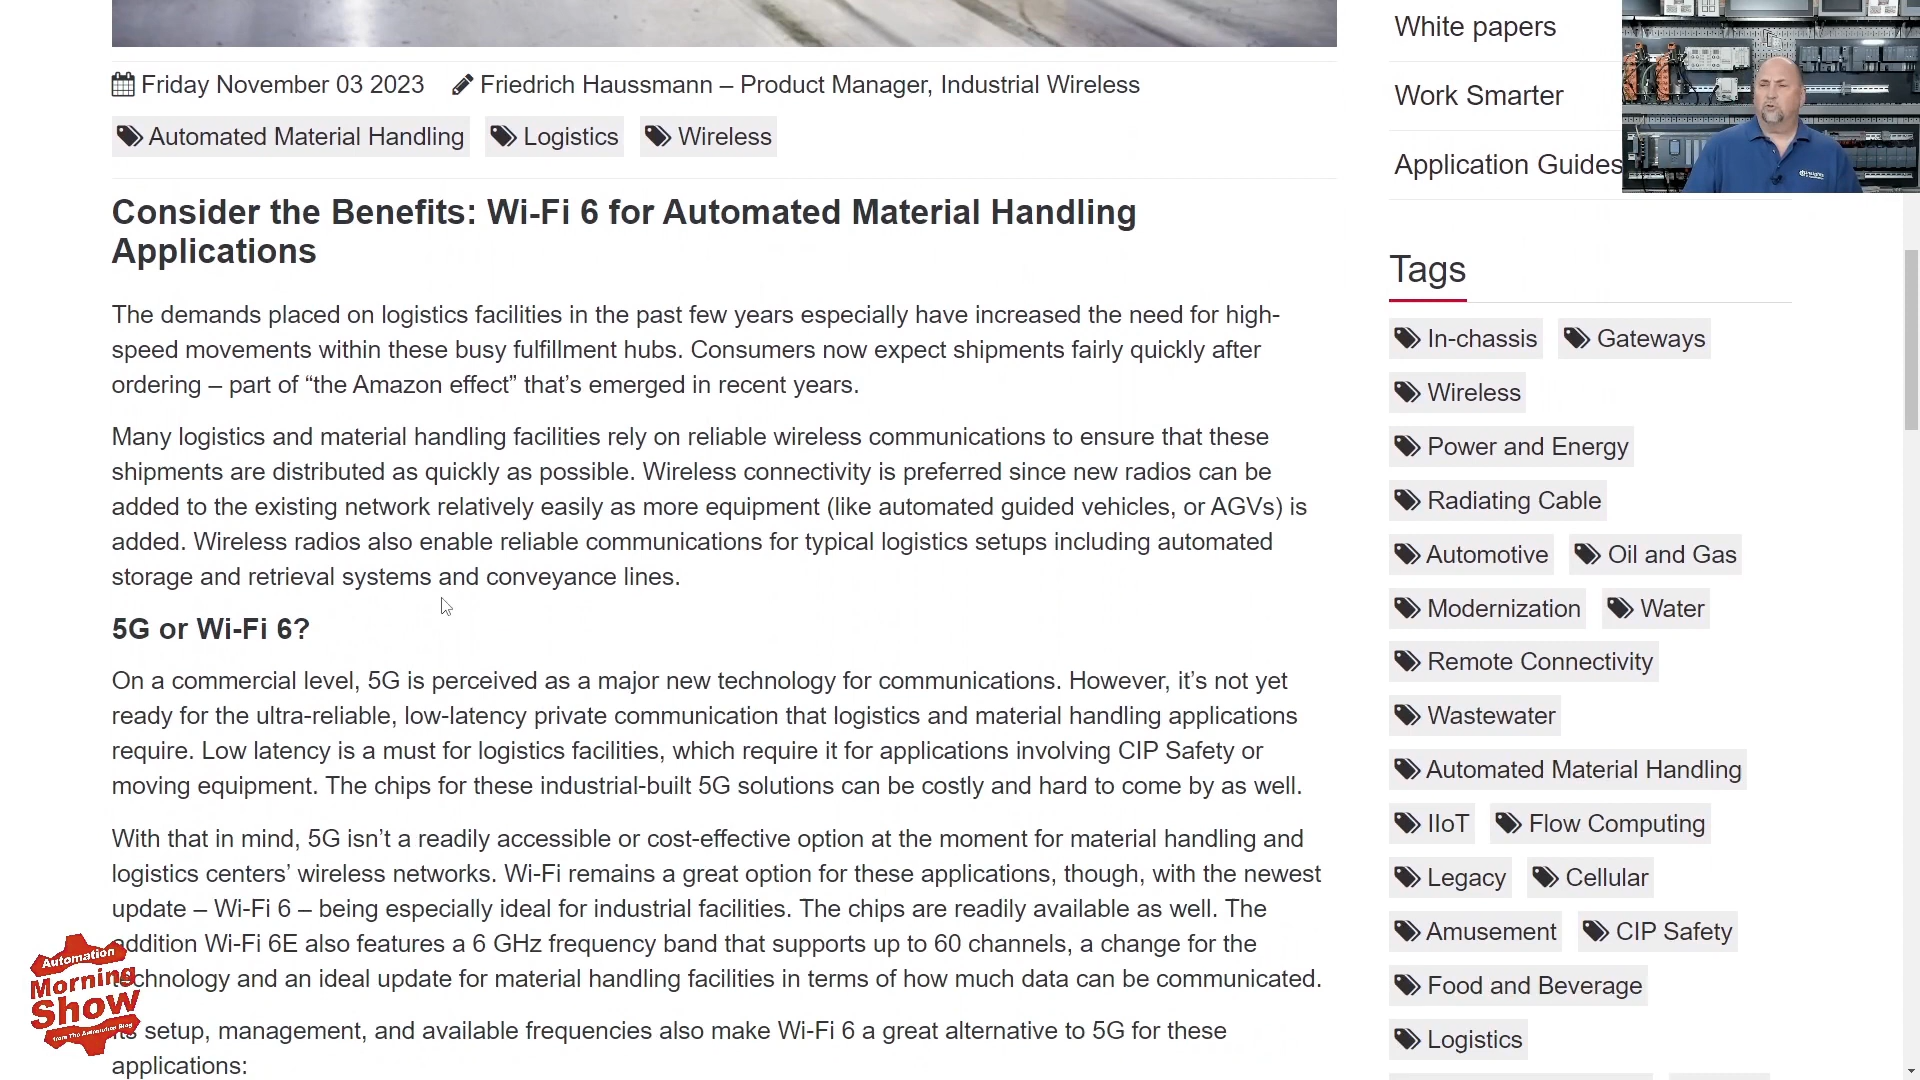 Friday November 03 2023 Friedrich Haussmann – Product Manager, Industrial Wireless
Automated Material Handling Logistics Wireless
Consider the Benefits: Wi-Fi 6 for Automated Material Handling
Applications
The demands placed on logistics facilities in the past few years especially have increased the need for high-
speed movements within these busy fulfillment hubs. Consumers now expect shipments fairly quickly after
ordering – part of “the Amazon effect” that’s emerged in recent years.
Many logistics and material handling facilities rely on reliable wireless communications to ensure that these
shipments are distributed as quickly as possible. Wireless connectivity is preferred since new radios can be
added to the existing network relatively easily as more equipment (like automated guided vehicles, or AGVs) is
added. Wireless radios also enable reliable communications for typical logistics setups including automated
storage and retrieval systems and conveyance lines.
5G or Wi-Fi 6?
On a commercial level, 5G is perceived as a major new technology for communications. However, it’s not yet
ready for the ultra-reliable, low-latency private communication that logistics and material handling applications
require. Low latency is a must for logistics facilities, which require it for applications involving CIP Safety or
moving equipment. The chips for these industrial-built 5G solutions can be costly and hard to come by as well.
With that in mind, 5G isn’t a readily accessible or cost-effective option at the moment for material handling and
logistics centers’ wireless networks. Wi-Fi remains a great option for these applications, though, with the newest
update – Wi-Fi 6 – being especially ideal for industrial facilities. The chips are readily available as well. The
addition Wi-Fi 6E also features a 6 GHz frequency band that supports up to 60 channels, a change for the
technology and an ideal update for material handling facilities in terms of how much data can be communicated.
Its setup, management, and available frequencies also make Wi-Fi 6 a great alternative to 5G for these
applications:
White papers
Work Smarter
Application Guides
Tags
In-chassis Gateways
Wireless
Power and Energy
Radiating Cable
Automotive Oil and Gas
Modernization Water
Remote Connectivity
Wastewater
Automated Material Handling
IIoT Flow Computing
Legacy Cellular
Amusement CIP Safety
Food and Beverage
Logistics
Automation
Morning
Show
from The Automation Blog